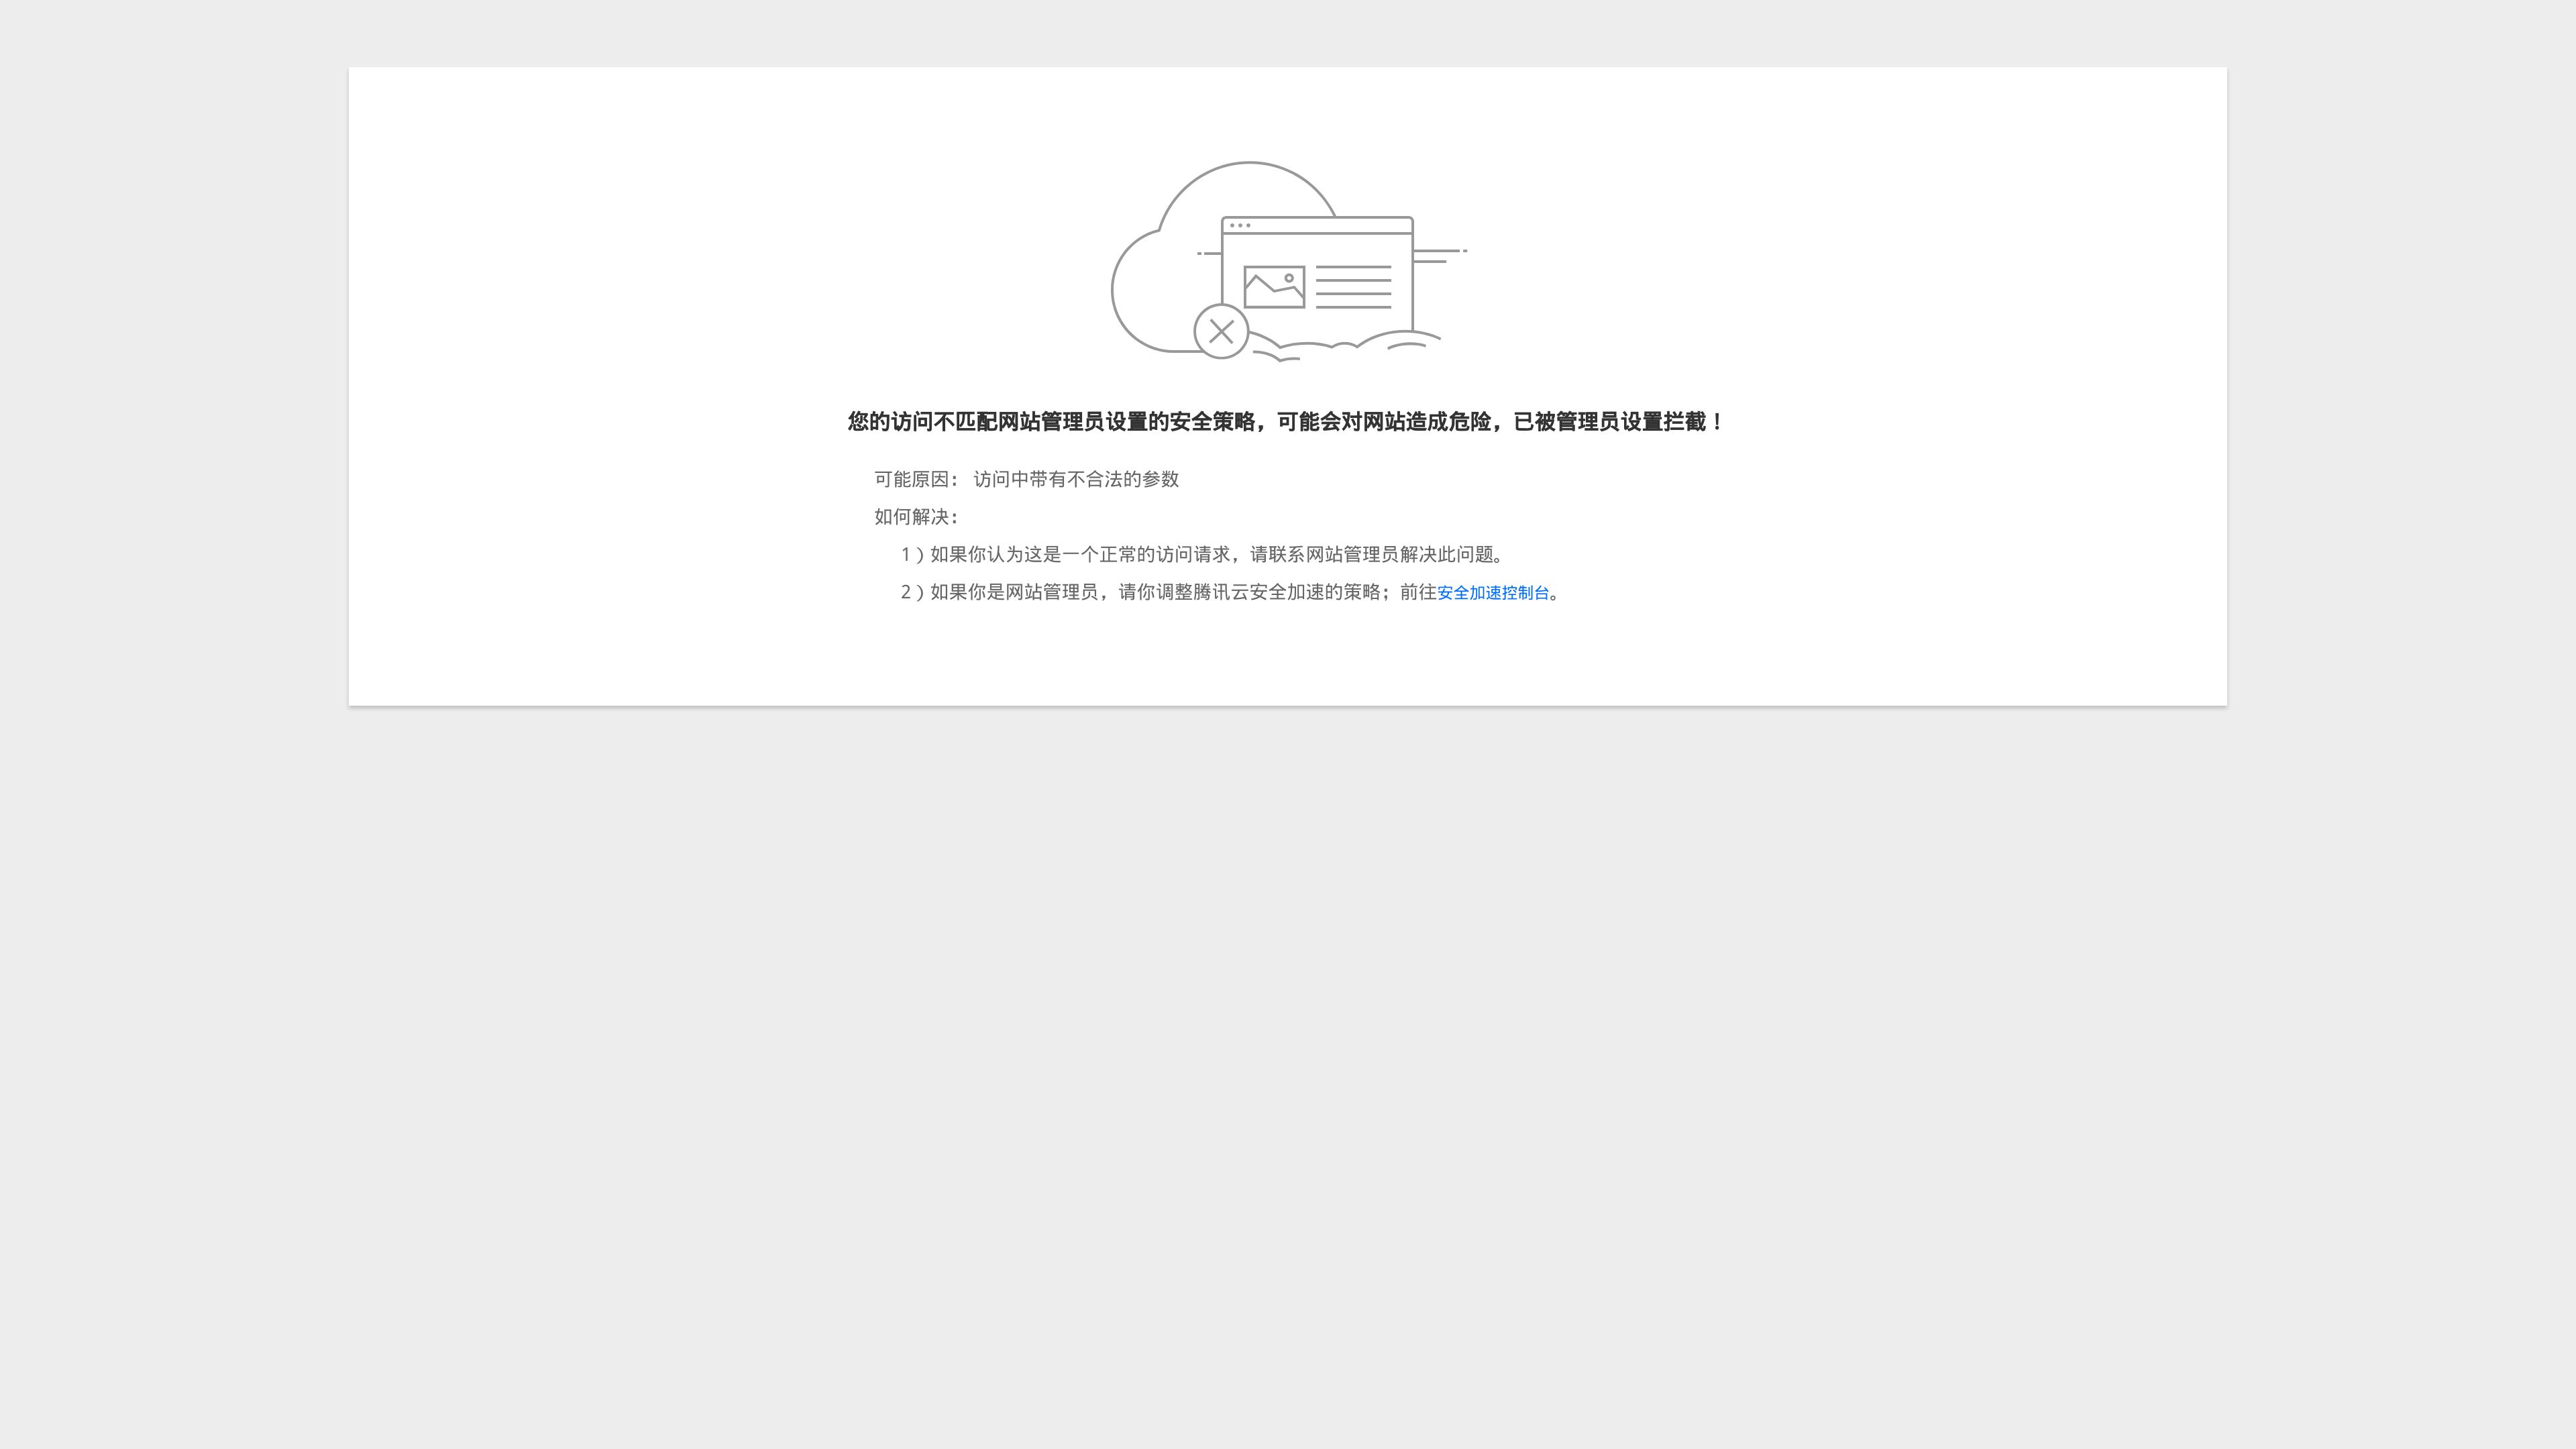 您的访问不匹配网站管理员设置的安全策略，可能会对网站造成危险，已被管理员设置拦截！
可能原因： 访问中带有不合法的参数
如何解决：
1）如果你认为这是一个正常的访问请求，请联系网站管理员解决此问题。
2）如果你是网站管理员，请你调整腾讯云安全加速的策略；前往安全加速控制台。